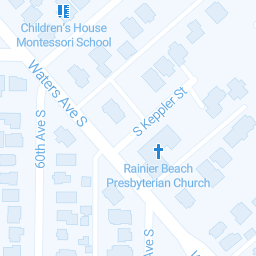 Children's House
Montessori School
Waters Ave S
S Keppler St
60th Ave S
Rainier Beach
Presbyterian Church
Ave S